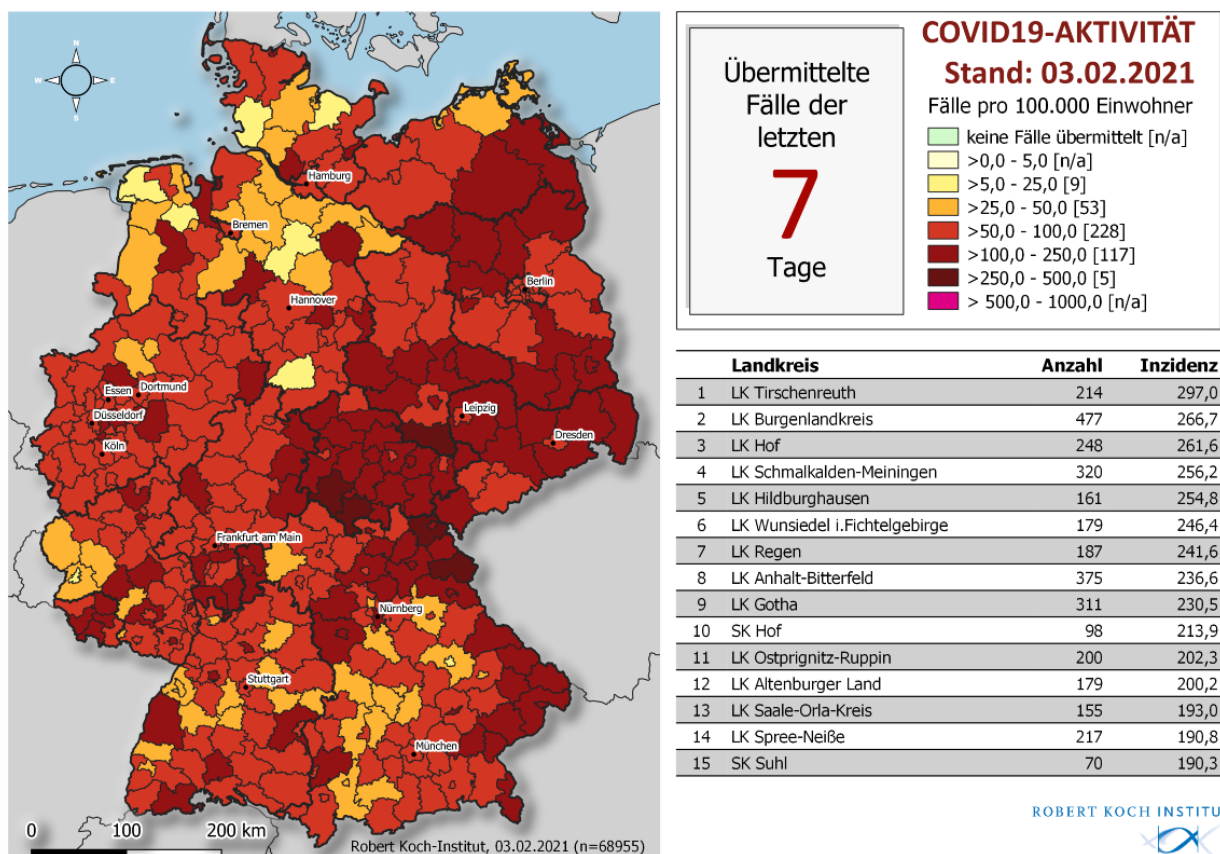 N
W
E
S
Hamburg
Bremen
Berlin
Hannover
Essen
Dortmund
Düsseldorf
Köln
Leipzig
Dresden
Frankfurt am Main
Nürnberg
Stuttgart
München
0 100 200 km
Robert Koch-Institut, 03.02.2021 (n=68955)
Übermittelte
Fälle der
letzten
7
Tage
COVID19-AKTIVITÄT
Stand: 03.02.2021
Fälle pro 100.000 Einwohner
keine Fälle übermittelt [n/a]
>0,0 - 5,0 [n/a]
>5,0 - 25,0 [9]
>25,0 - 50,0 [53]
>50,0 - 100,0 [228]
>100,0 - 250,0 [117]
>250,0 - 500,0 [5]
> 500,0 - 1000,0 [n/a]
Landkreis Anzahl Inzidenz
1 LK Tirschenreuth 214 297,0
2 LK Burgenlandkreis 477 266,7
3 LK Hof 248 261,6
4 LK Schmalkalden-Meiningen 320 256,2
5 LK Hildburghausen 161 254,8
6 LK Wunsiedel i.Fichtelgebirge 179 246,4
7 LK Regen 187 241,6
8 LK Anhalt-Bitterfeld 375 236,6
9 LK Gotha 311 230,5
10 SK Hof 98 213,9
11 LK Ostprignitz-Ruppin 200 202,3
12 LK Altenburger Land 179 200,2
13 LK Saale-Orla-Kreis 155 193,0
14 LK Spree-Neiße 217 190,8
15 SK Suhl 70 190,3
ROBERT KOCH INSTITU